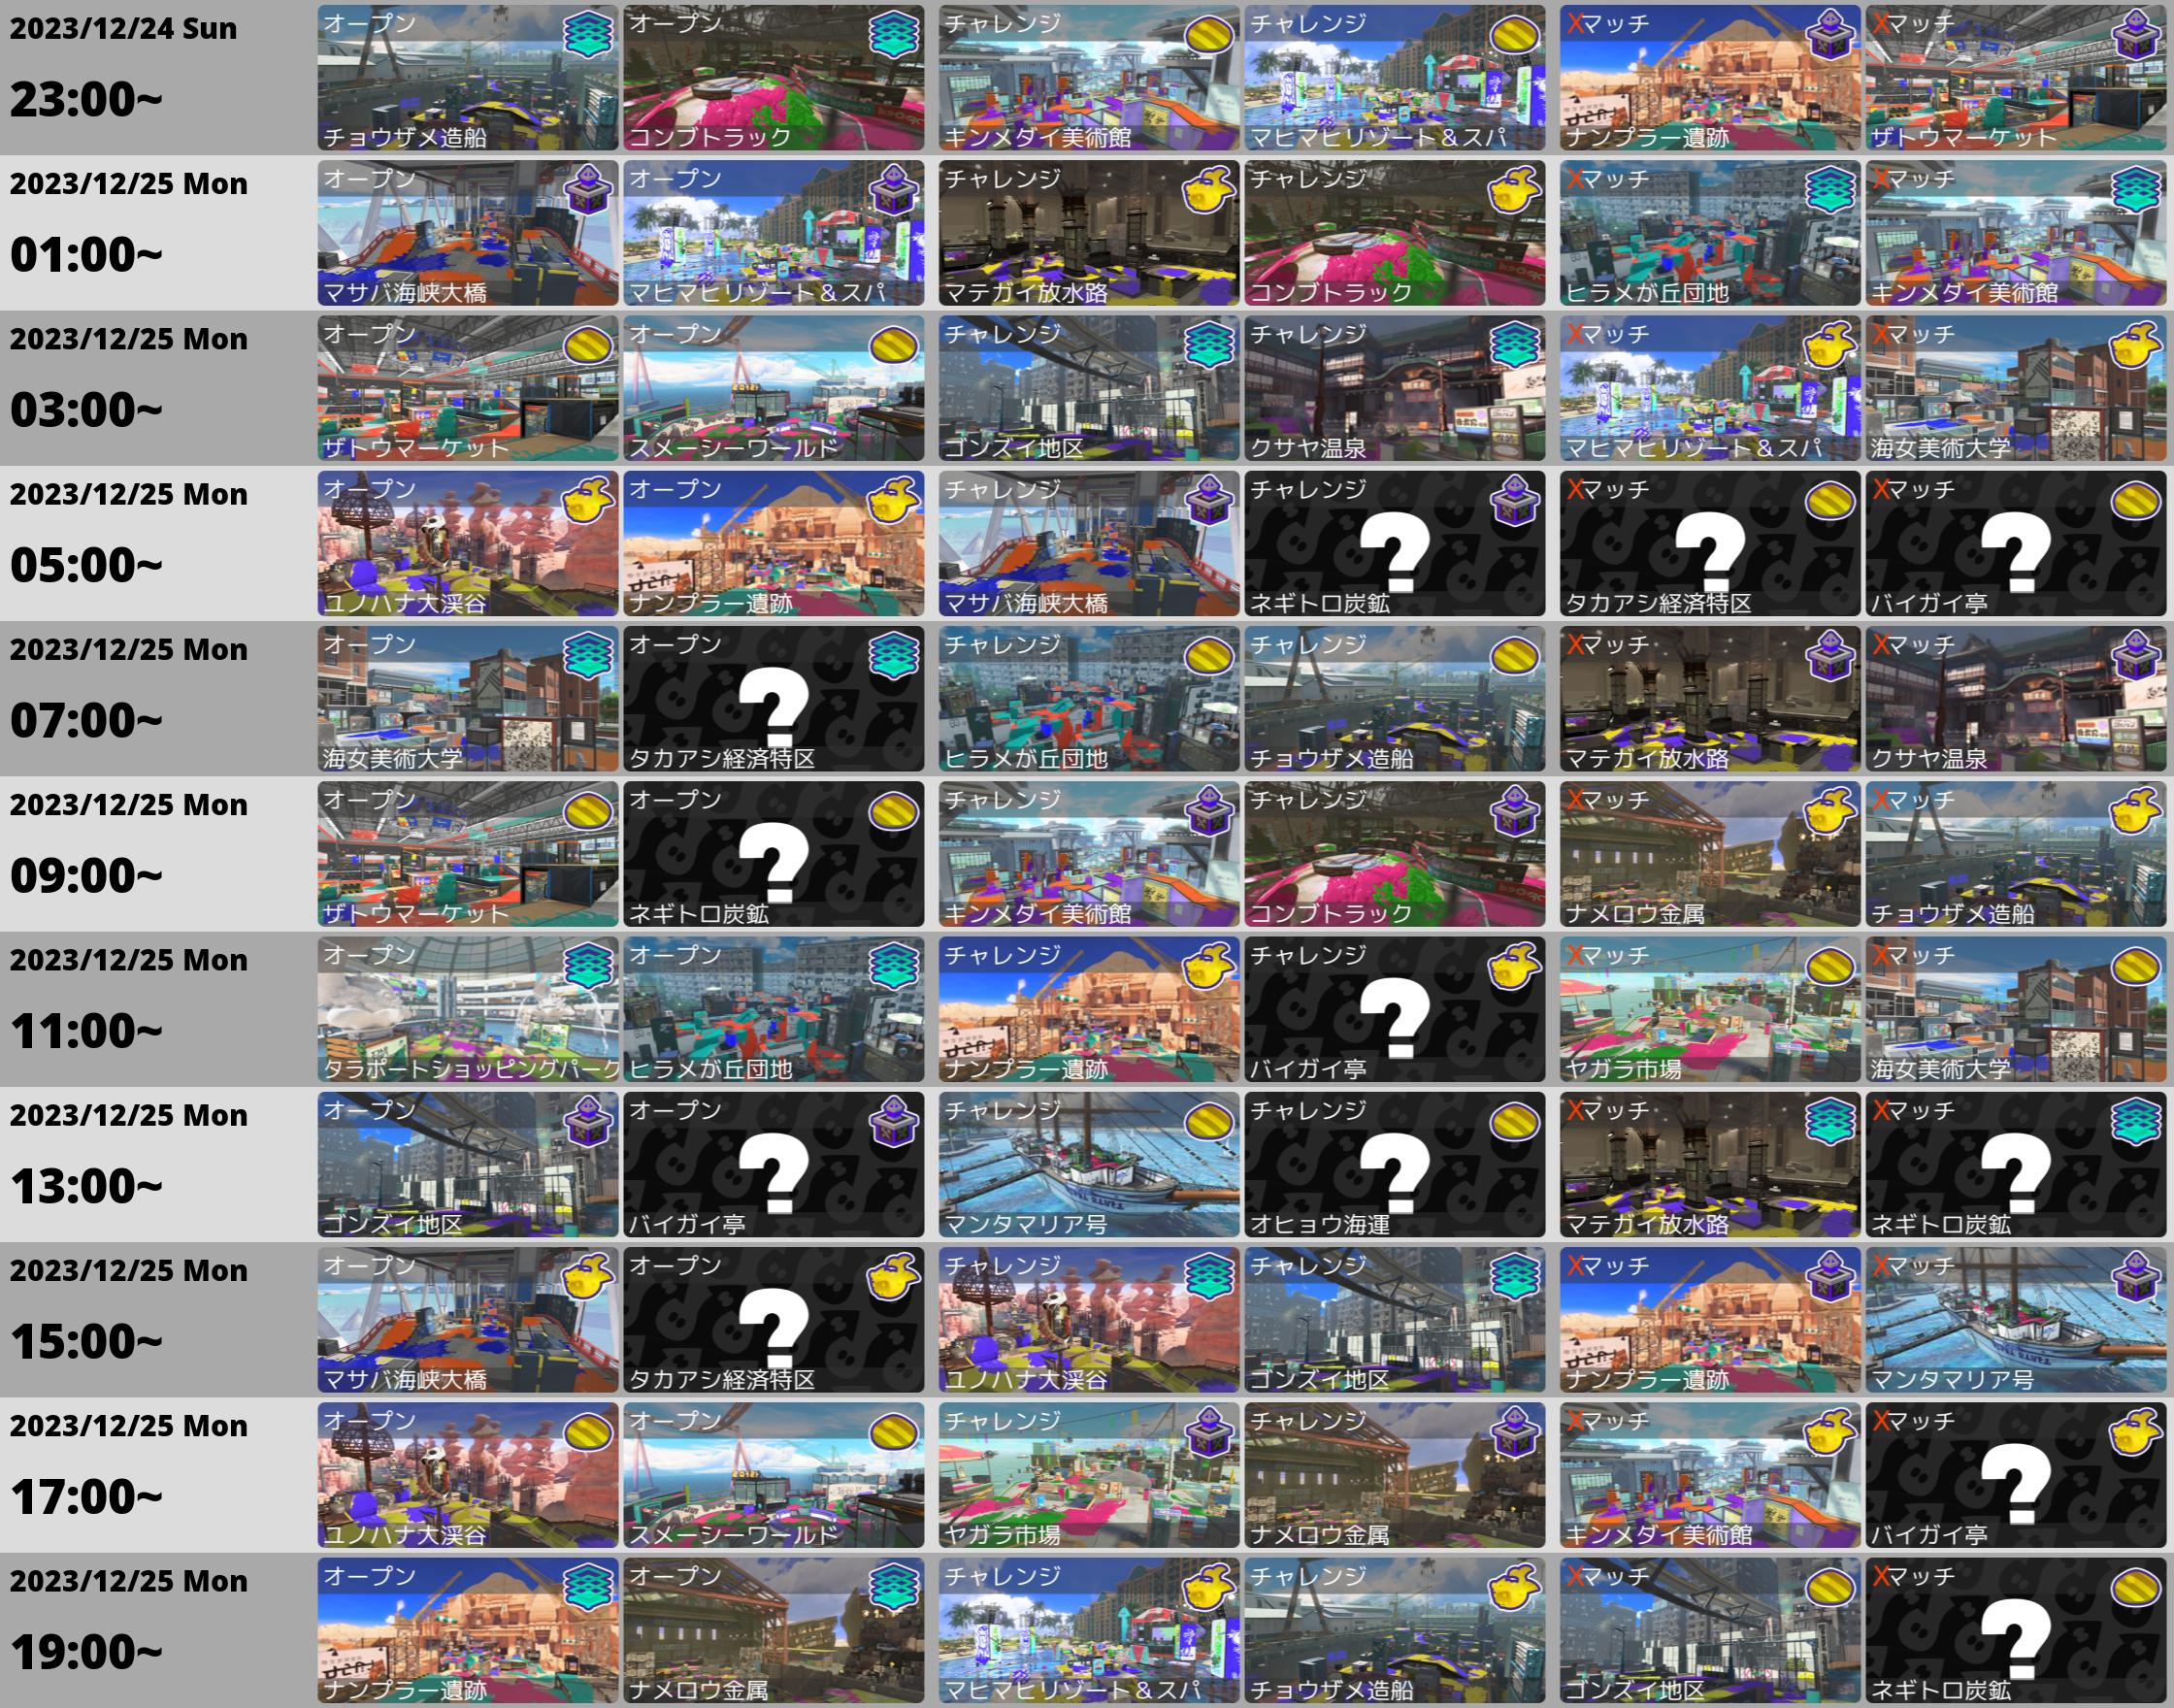 2023/12/24 Sun
23:00~
オープン オープン チャレンジ チャレンジ Xマッチ Xマッチ
チョウザメ造船 コンブトラック キンメダイ美術館 マヒマヒリゾート＆スパ ナンプラー遺跡 ザトウマーケット
2023/12/25 Mon
01:00~
オープン オープン チャレンジ チャレンジ Xマッチ Xマッチ
マサバ海峡大橋 マヒマヒリゾート＆スパ マテガイ放水路 コンブトラック ヒラメが丘団地 キンメダイ美術館
2023/12/25 Mon
03:00~
オープン オープン チャレンジ チャレンジ Xマッチ Xマッチ
ザトウマーケット スメーシーワールド ゴンズイ地区 クサヤ温泉 マヒマヒリゾート＆スパ 海女美術大学
2023/12/25 Mon
05:00~
オープン オープン チャレンジ チャレンジ Xマッチ Xマッチ
? ? ?
ユノハナ大渓谷 ナンプラー遺跡 マサバ海峡大橋 ネギトロ炭鉱 タカアシ経済特区 バイガイ亭
2023/12/25 Mon
07:00~
オープン オープン チャレンジ チャレンジ Xマッチ Xマッチ
?
海女美術大学 タカアシ経済特区 ヒラメが丘団地 チョウザメ造船 マテガイ放水路 クサヤ温泉
2023/12/25 Mon
09:00~
オープン オープン チャレンジ チャレンジ Xマッチ Xマッチ
?
ザトウマーケット ネギトロ炭鉱 キンメダイ美術館 コンブトラック ナメロウ金属 チョウザメ造船
2023/12/25 Mon
11:00~
オープン オープン チャレンジ チャレンジ Xマッチ Xマッチ
?
タラポートショッピングパーク ヒラメが丘団地 ナンプラー遺跡 バイガイ亭 ヤガラ市場 海女美術大学
2023/12/25 Mon
13:00~
オープン オープン チャレンジ チャレンジ Xマッチ Xマッチ
? ? ?
ゴンズイ地区 バイガイ亭 マンタマリア号 オヒョウ海運 マテガイ放水路 ネギトロ炭鉱
2023/12/25 Mon
15:00~
オープン オープン チャレンジ チャレンジ Xマッチ Xマッチ
?
マサバ海峡大橋 タカアシ経済特区 ユノハナ大渓谷 ゴンズイ地区 ナンプラー遺跡 マンタマリア号
2023/12/25 Mon
17:00~
オープン オープン チャレンジ チャレンジ Xマッチ Xマッチ
?
ユノハナ大渓谷 スメーシーワールド ヤガラ市場 ナメロウ金属 キンメダイ美術館 バイガイ亭
2023/12/25 Mon
19:00~
オープン オープン チャレンジ チャレンジ Xマッチ Xマッチ
?
ナンプラー遺跡 ナメロウ金属 マヒマヒリゾート＆スパ チョウザメ造船 ゴンズイ地区 ネギトロ炭鉱